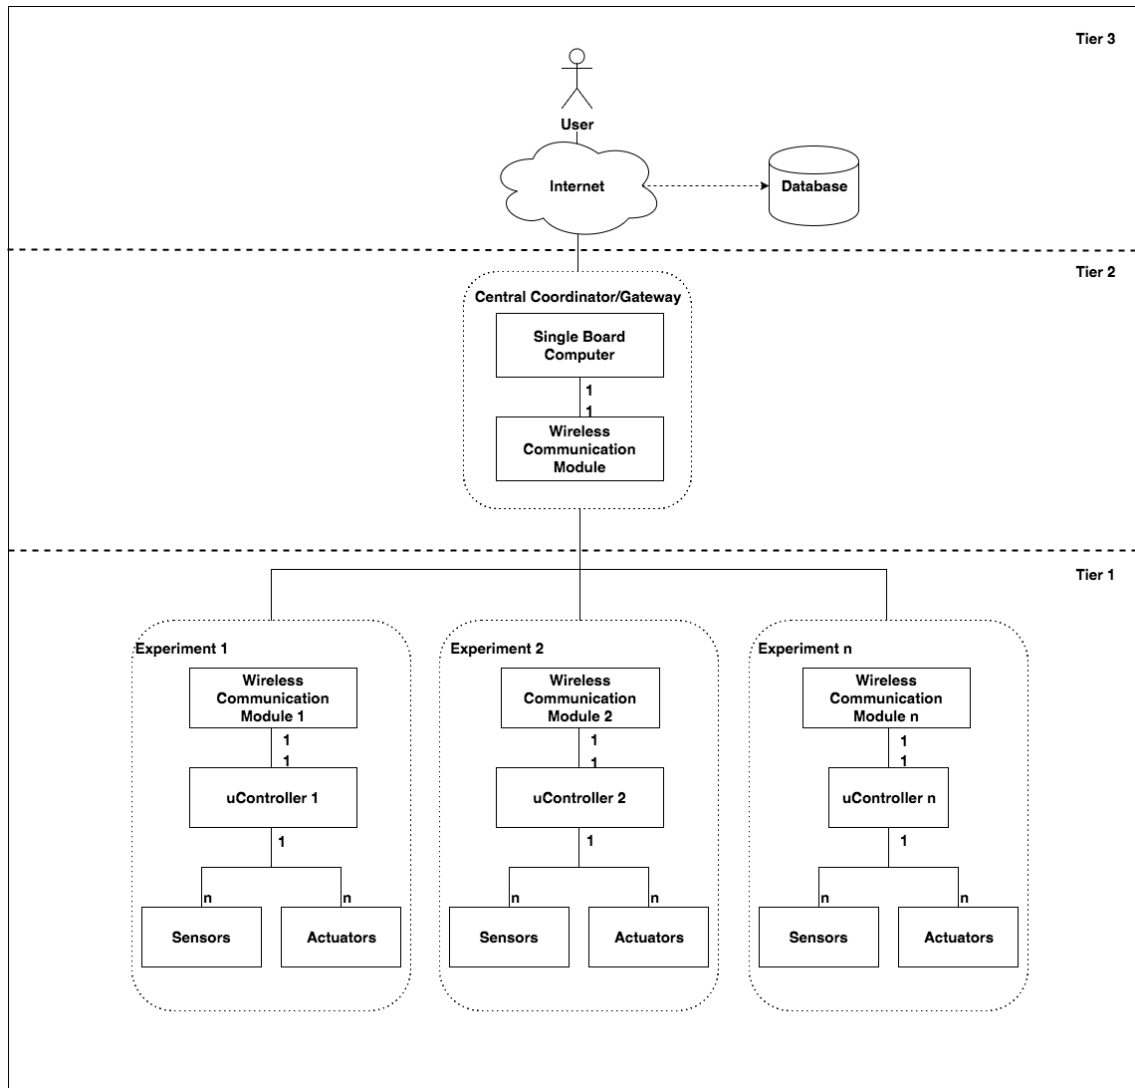 Tier 3
User
Internet
Database
Tier 2
Central Coordinator/Gateway
Single Board
Computer
1
1
Wireless
Communication
Module
Tier 1
Experiment 1
Wireless
Communication
Module 1
1
1
uController 1
1
n
n
Sensors
Actuators
Experiment 2
Wireless
Communication
Module 2
1
1
uController 2
1
n
n
Sensors
Actuators
Experiment n
Wireless
Communication
Module n
1
1
uController n
1
n
n
Sensors
Actuators